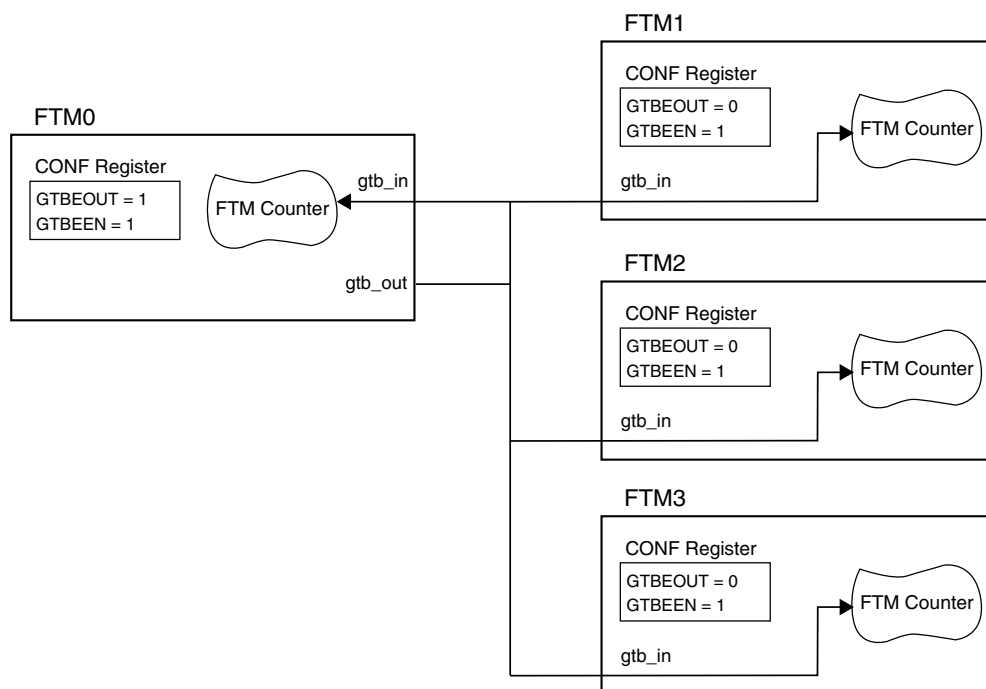 FTM0
CONF Register
GTBEOUT = 1
GTBEEN = 1
FTM Counter
gtb_in
gtb_out
FTM1
CONF Register
GTBEOUT = 0
GTBEEN = 1
FTM Counter
gtb_in
FTM2
CONF Register
GTBEOUT = 0
GTBEEN = 1
FTM Counter
gtb_in
FTM3
CONF Register
GTBEOUT = 0
GTBEEN = 1
FTM Counter
gtb_in